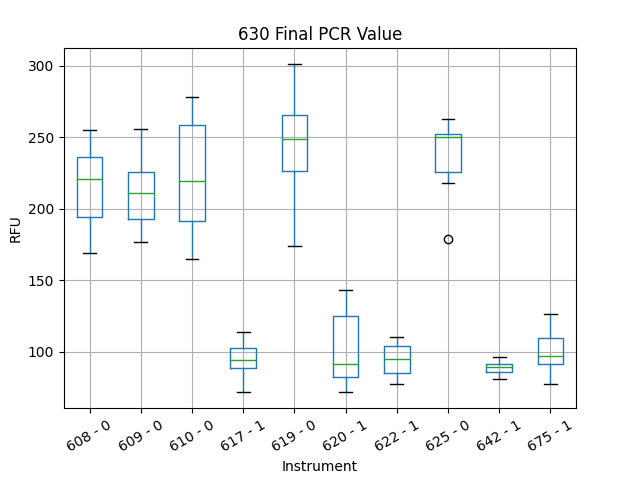 630 Final PCR Value
300
250
200
150
100
RFU
608 - 0
609 - 0
610 - 0
617 - 1
619 - 0
620 - 1
622 - 1
625 - 0
642 - 1
675 - 1
Instrument